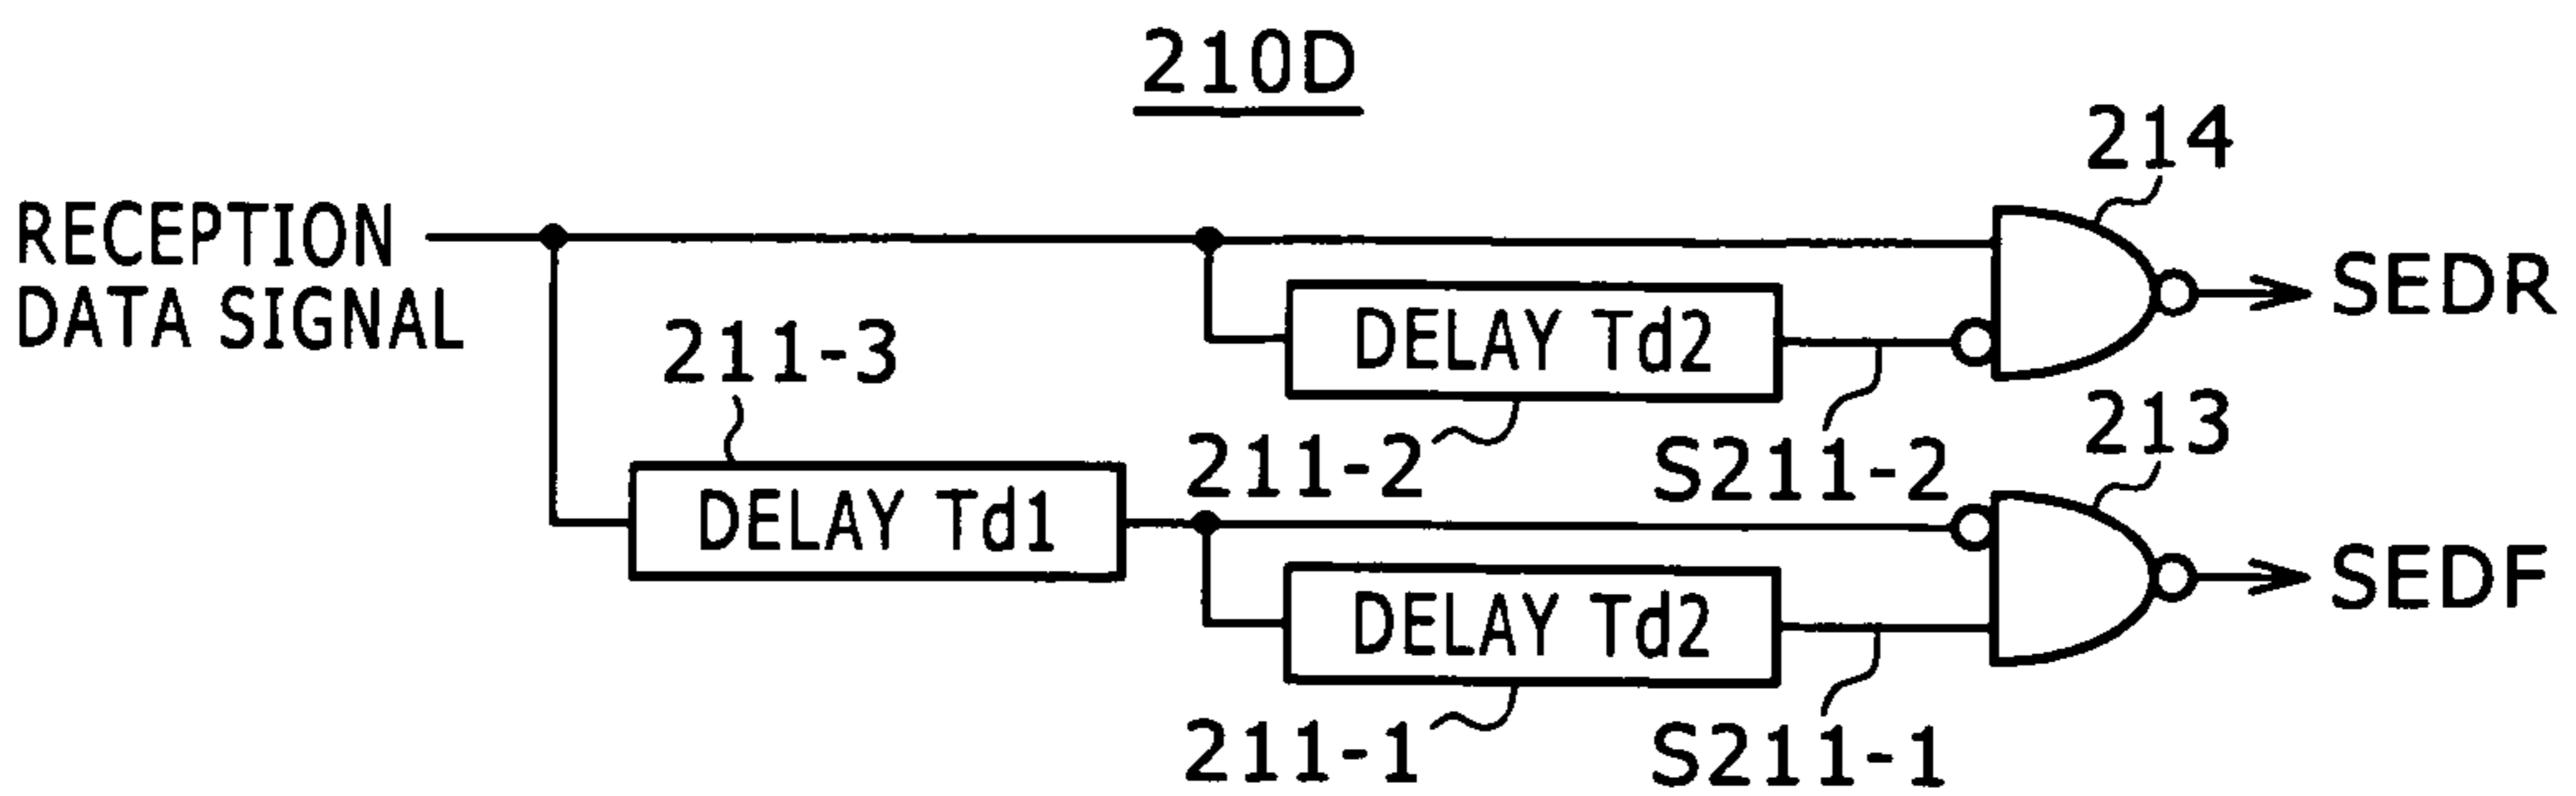 210D
214
RECEPTION
DATA SIGNAL
SEDR
DELAY Td2
211-3
211-2
S211-2
213
DELAY Td1
SEDF
DELAY Td2
211-1
S211-1